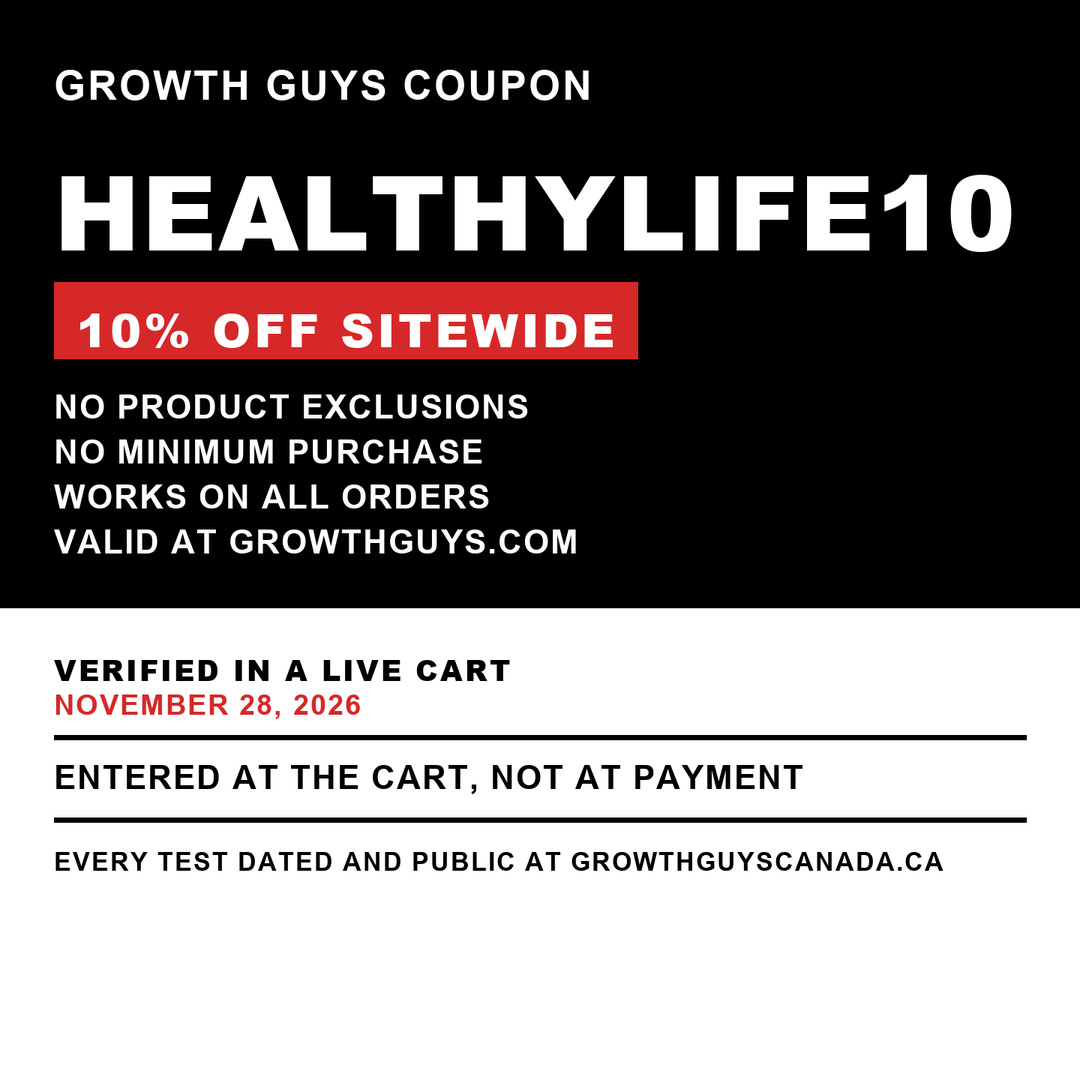 GROWTH GUYS COUPON
HEALTHYLIFE10
10% OFF SITEWIDE
NO PRODUCT EXCLUSIONS
NO MINIMUM PURCHASE
WORKS ON ALL ORDERS
VALID AT GROWTHGUYS.COM
VERIFIED IN A LIVE CART
NOVEMBER 28, 2026
ENTERED AT THE CART, NOT AT PAYMENT
EVERY TEST DATED AND PUBLIC AT GROWTHGUYSCANADA.CA